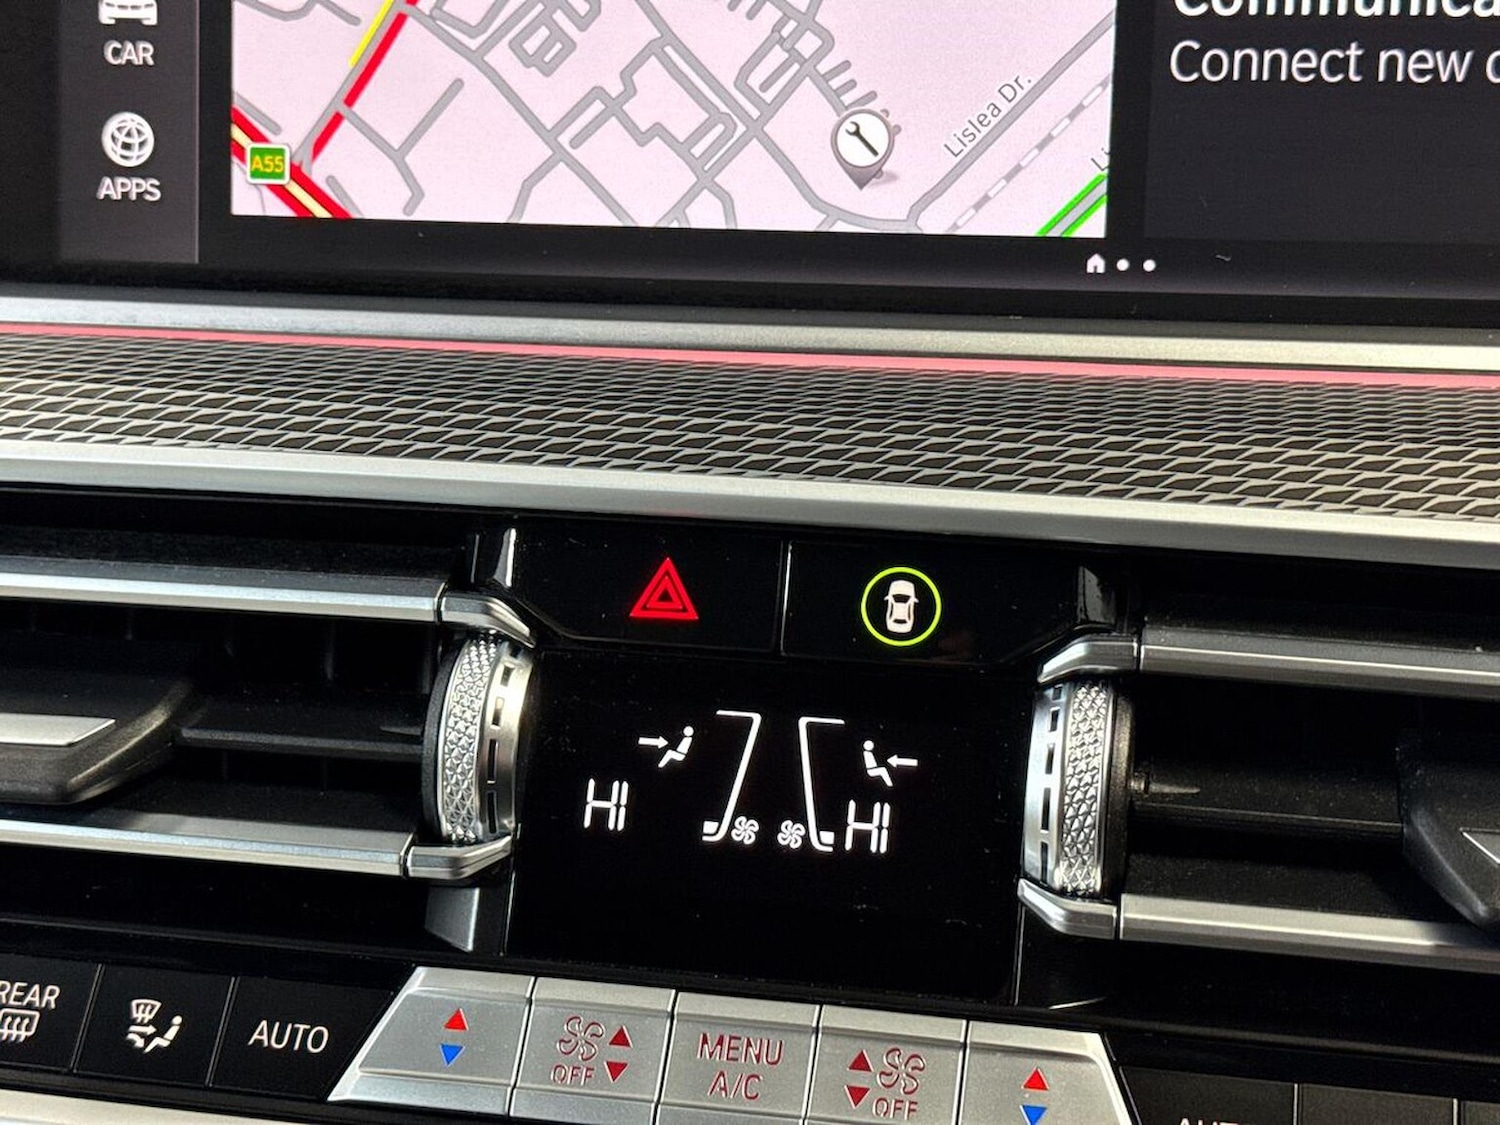 Connect new
CAR
APPS
A55
Lislea Dr.
HI
HI
REAR
AUTO
OFF
MENU
A/C
OFF